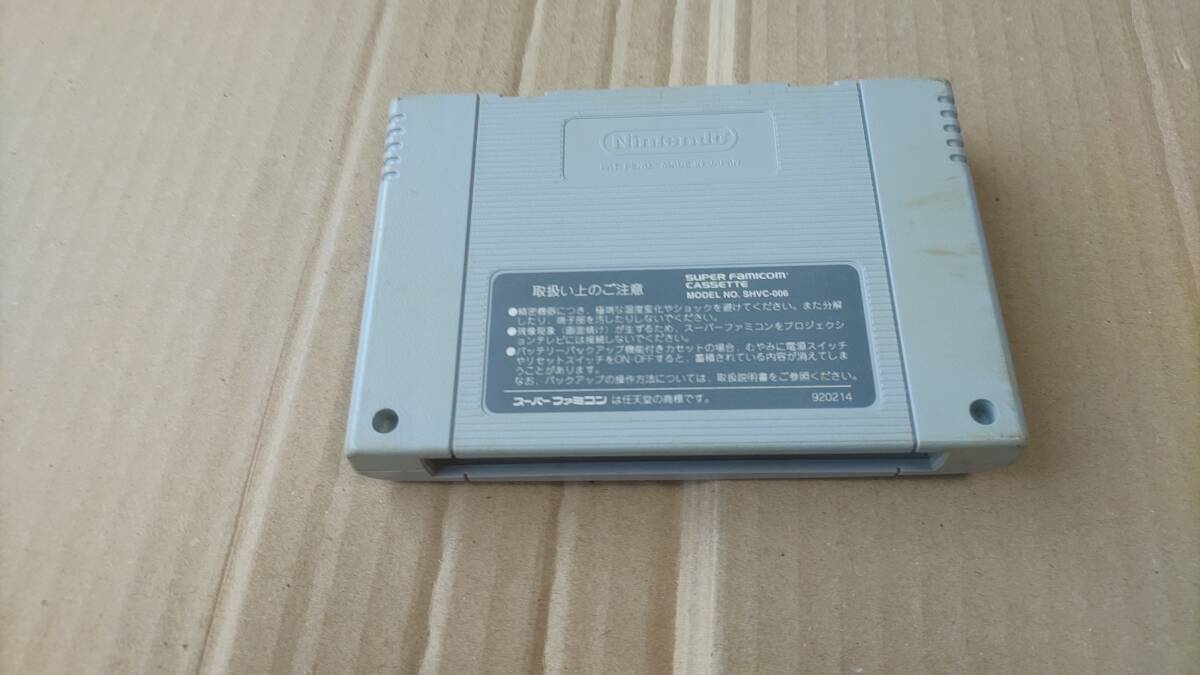 Nintendo®
PAT. PEND. MADE IN JAPAN
取扱い上のご注意
SUPER FAMICOM®
CASSETTE
MODEL NO. SHVC-006
●精密機器につき、極端な温度変化やショックを避けてください。また分解
したり、端子部を汚したりしないでください。
●残像現象(画面焼け)が生ずるため、スーパーファミコンをプロジェクシ
ョンテレビには接続しないでください。
●バッテリーバックアップ機能付きカセットの場合、むやみに電源スイッチ
やリセットスイッチをON-OFFすると、蓄積されている内容が消えてしま
うことがあります。
なお、バックアップの操作方法については、取扱説明書をご参照ください。
スーパーファミコン は任天堂の商標です。
920214